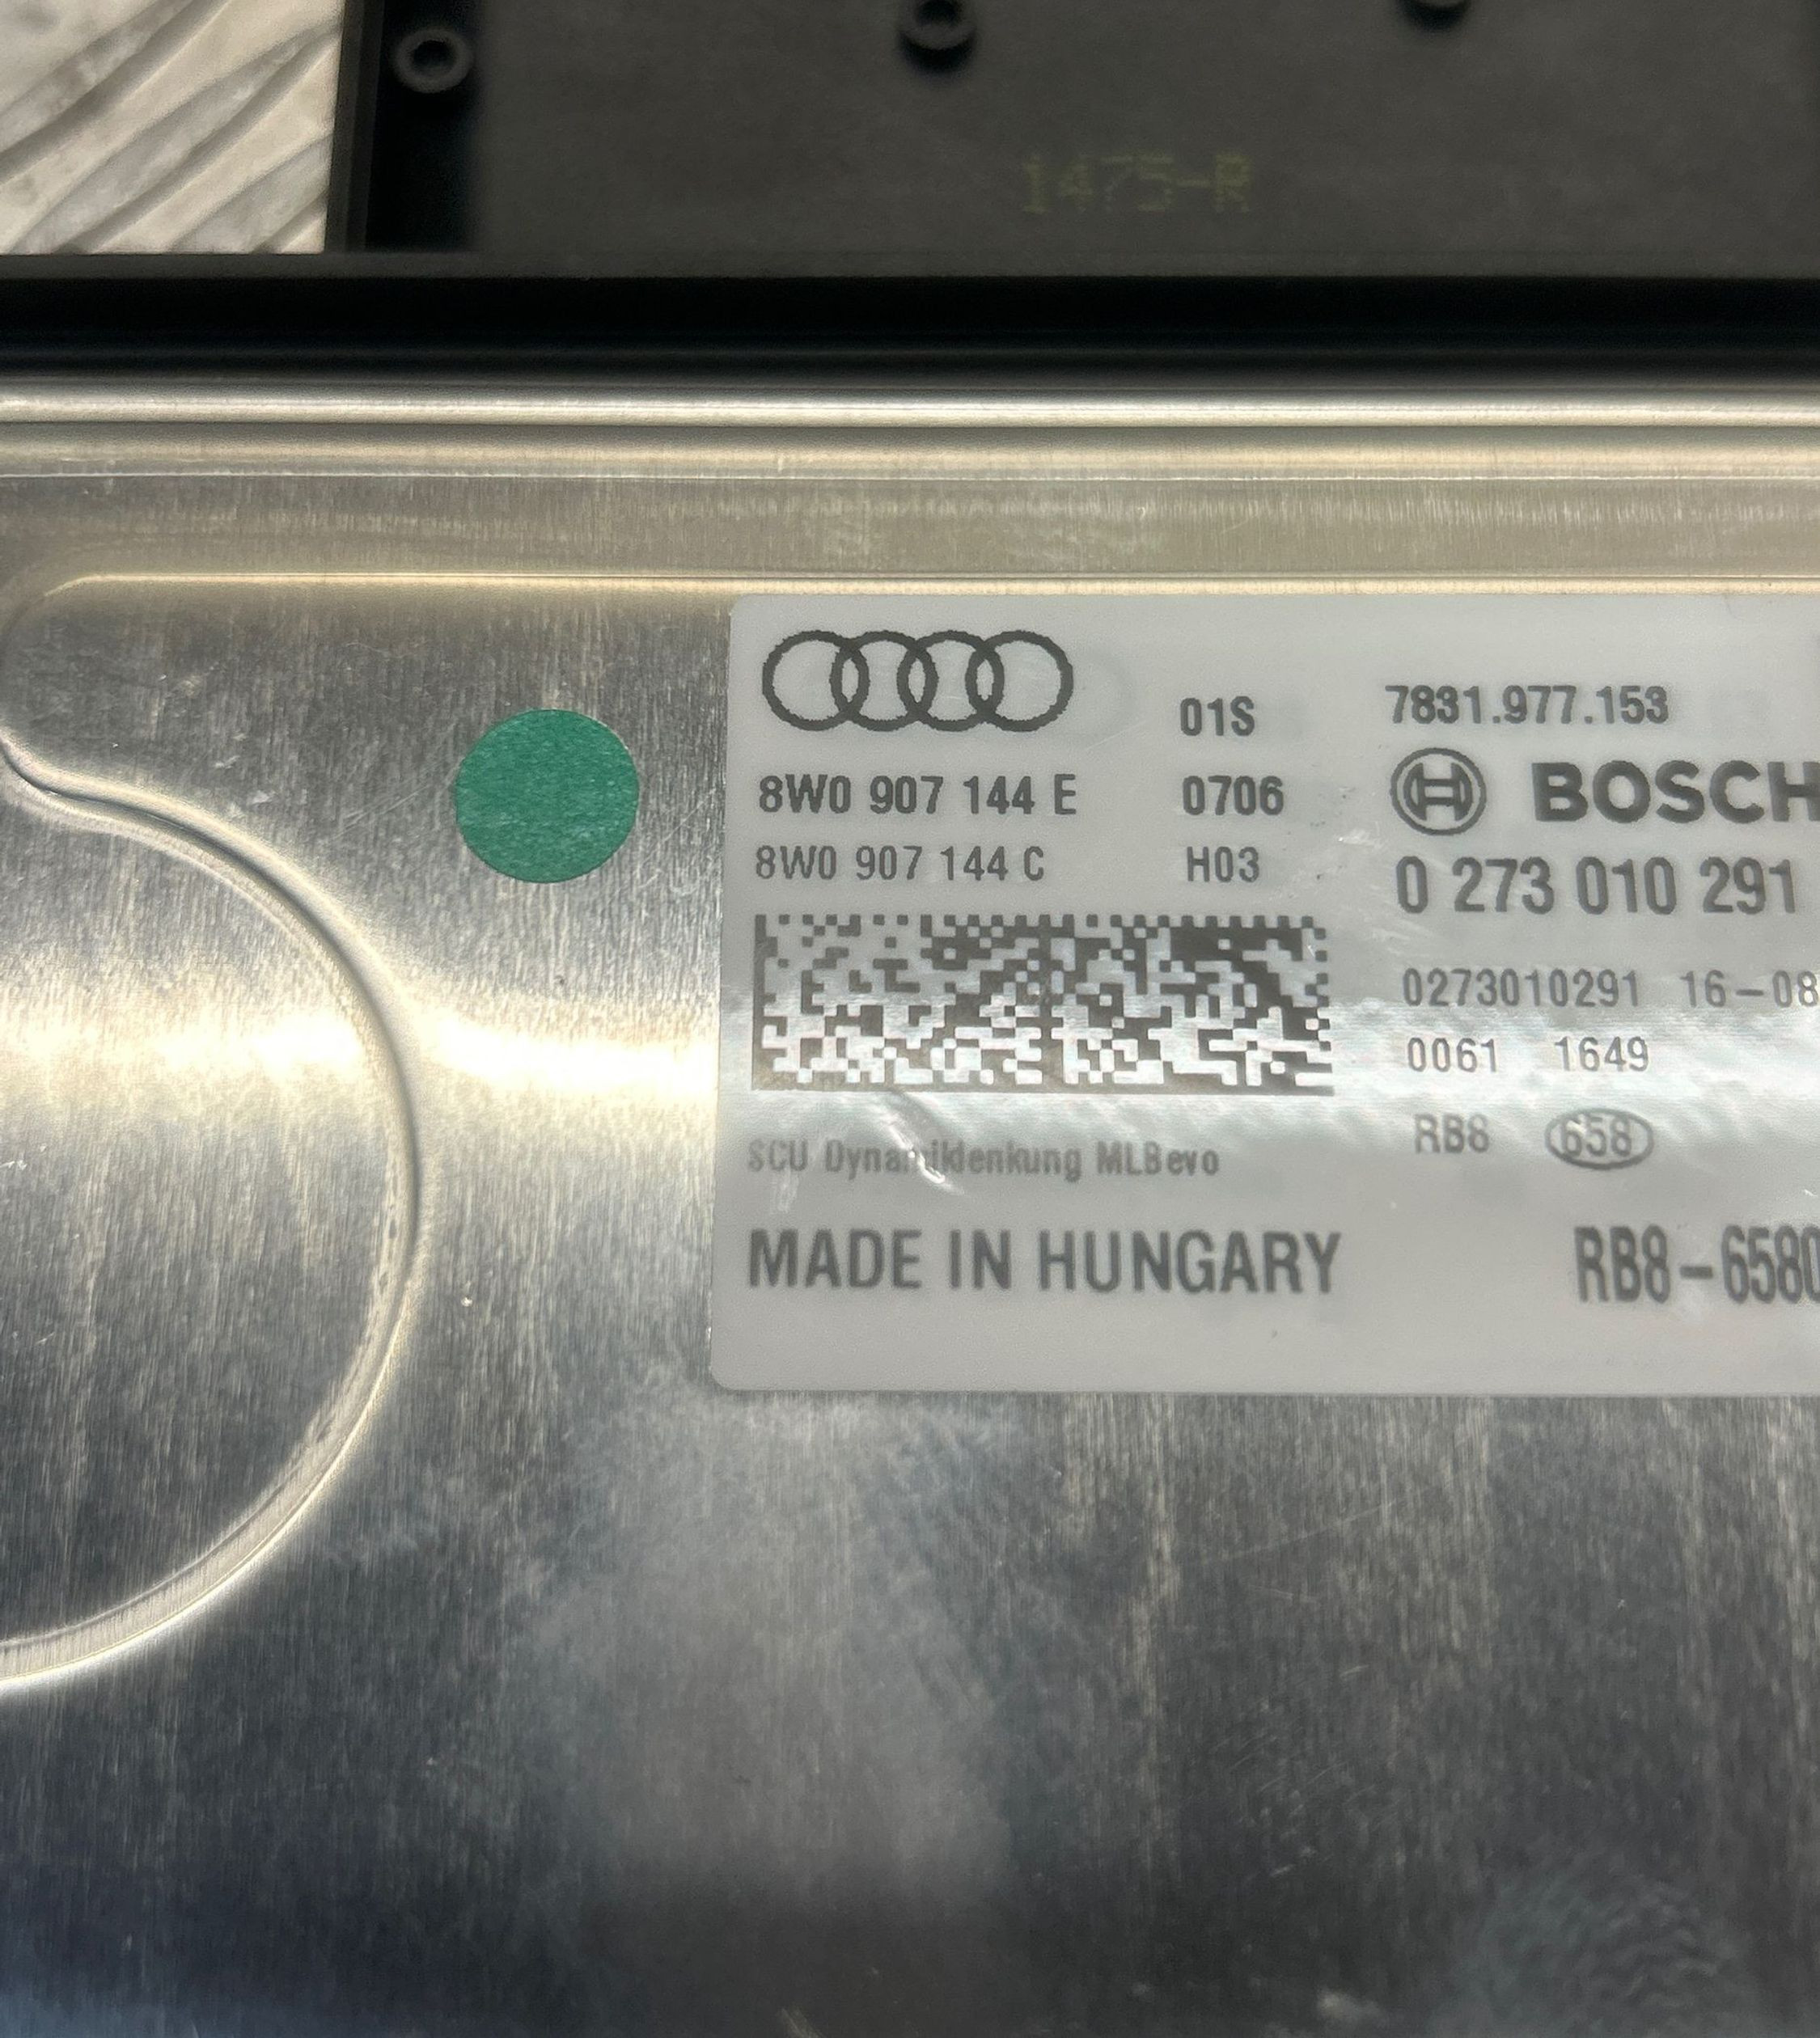 1475-R
01S
7831.977.153
8W0 907 144 E
0706
BOSCH
8W0 907 144 C
H03
0 273 010 291
0273010291 16-08
0061 1649
RB8 658
SCU Dynamiklenkung MLBevo
MADE IN HUNGARY
RB8-6580